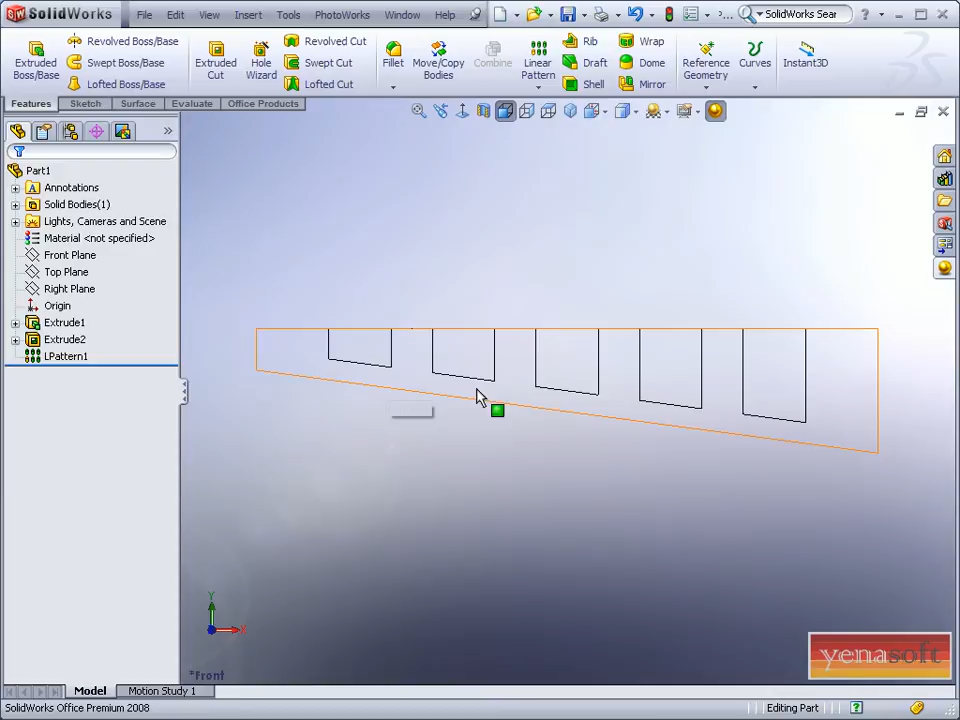 SolidWorks
File Edit View Insert Tools PhotoWorks Window Help
... SolidWorks Sear
Extruded Boss/Base
Revolved Boss/Base
Swept Boss/Base
Lofted Boss/Base
Extruded Cut
Hole Wizard
Revolved Cut
Swept Cut
Lofted Cut
Fillet
Move/Copy Bodies
Combine
Linear Pattern
Rib
Draft
Shell
Wrap
Dome
Mirror
Reference Geometry
Curves
Instant3D
Features Sketch Surface Evaluate Office Products
Part1
Annotations
Solid Bodies(1)
Lights, Cameras and Scene
Material <not specified>
Front Plane
Top Plane
Right Plane
Origin
Extrude1
Extrude2
LPattern1
Y
X
*Front
yenasoft
Model Motion Study 1
SolidWorks Office Premium 2008
Editing Part